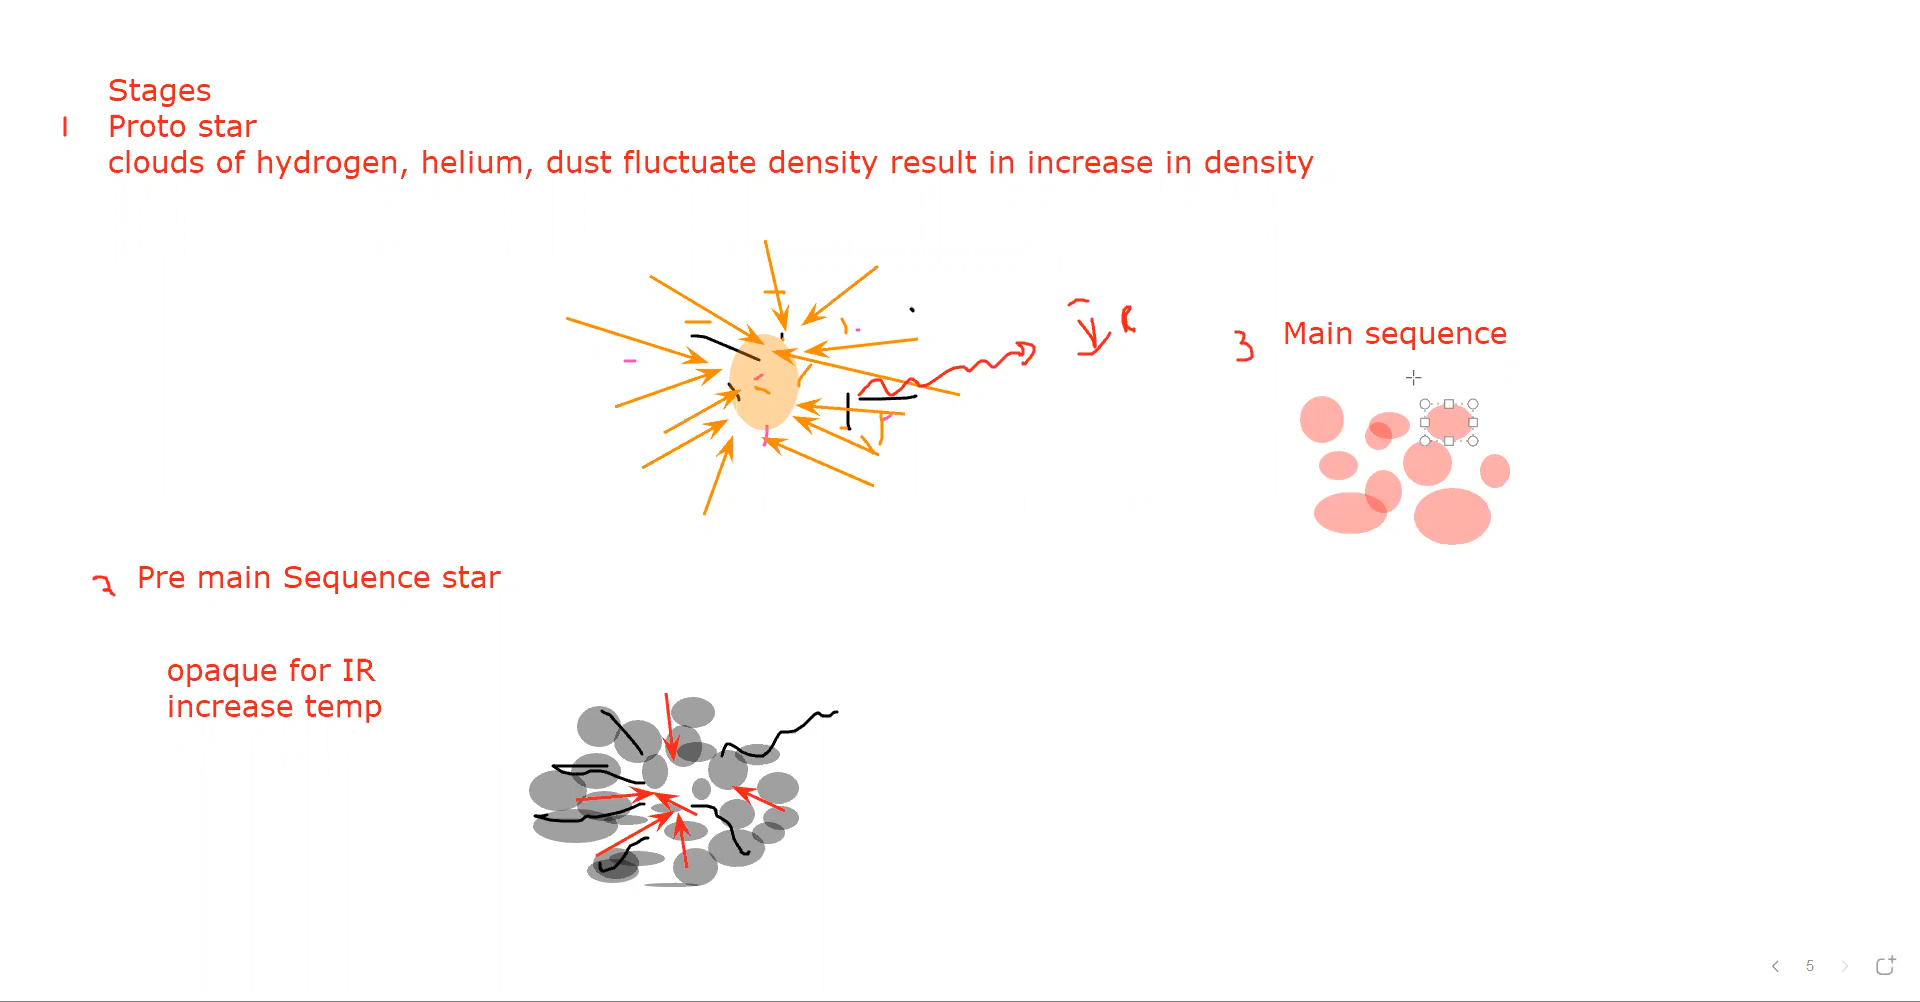 Stages
1 Proto star
clouds of hydrogen, helium, dust fluctuate density result in increase in density
3 Main sequence
2 Pre main Sequence star
opaque for IR
increase temp
5